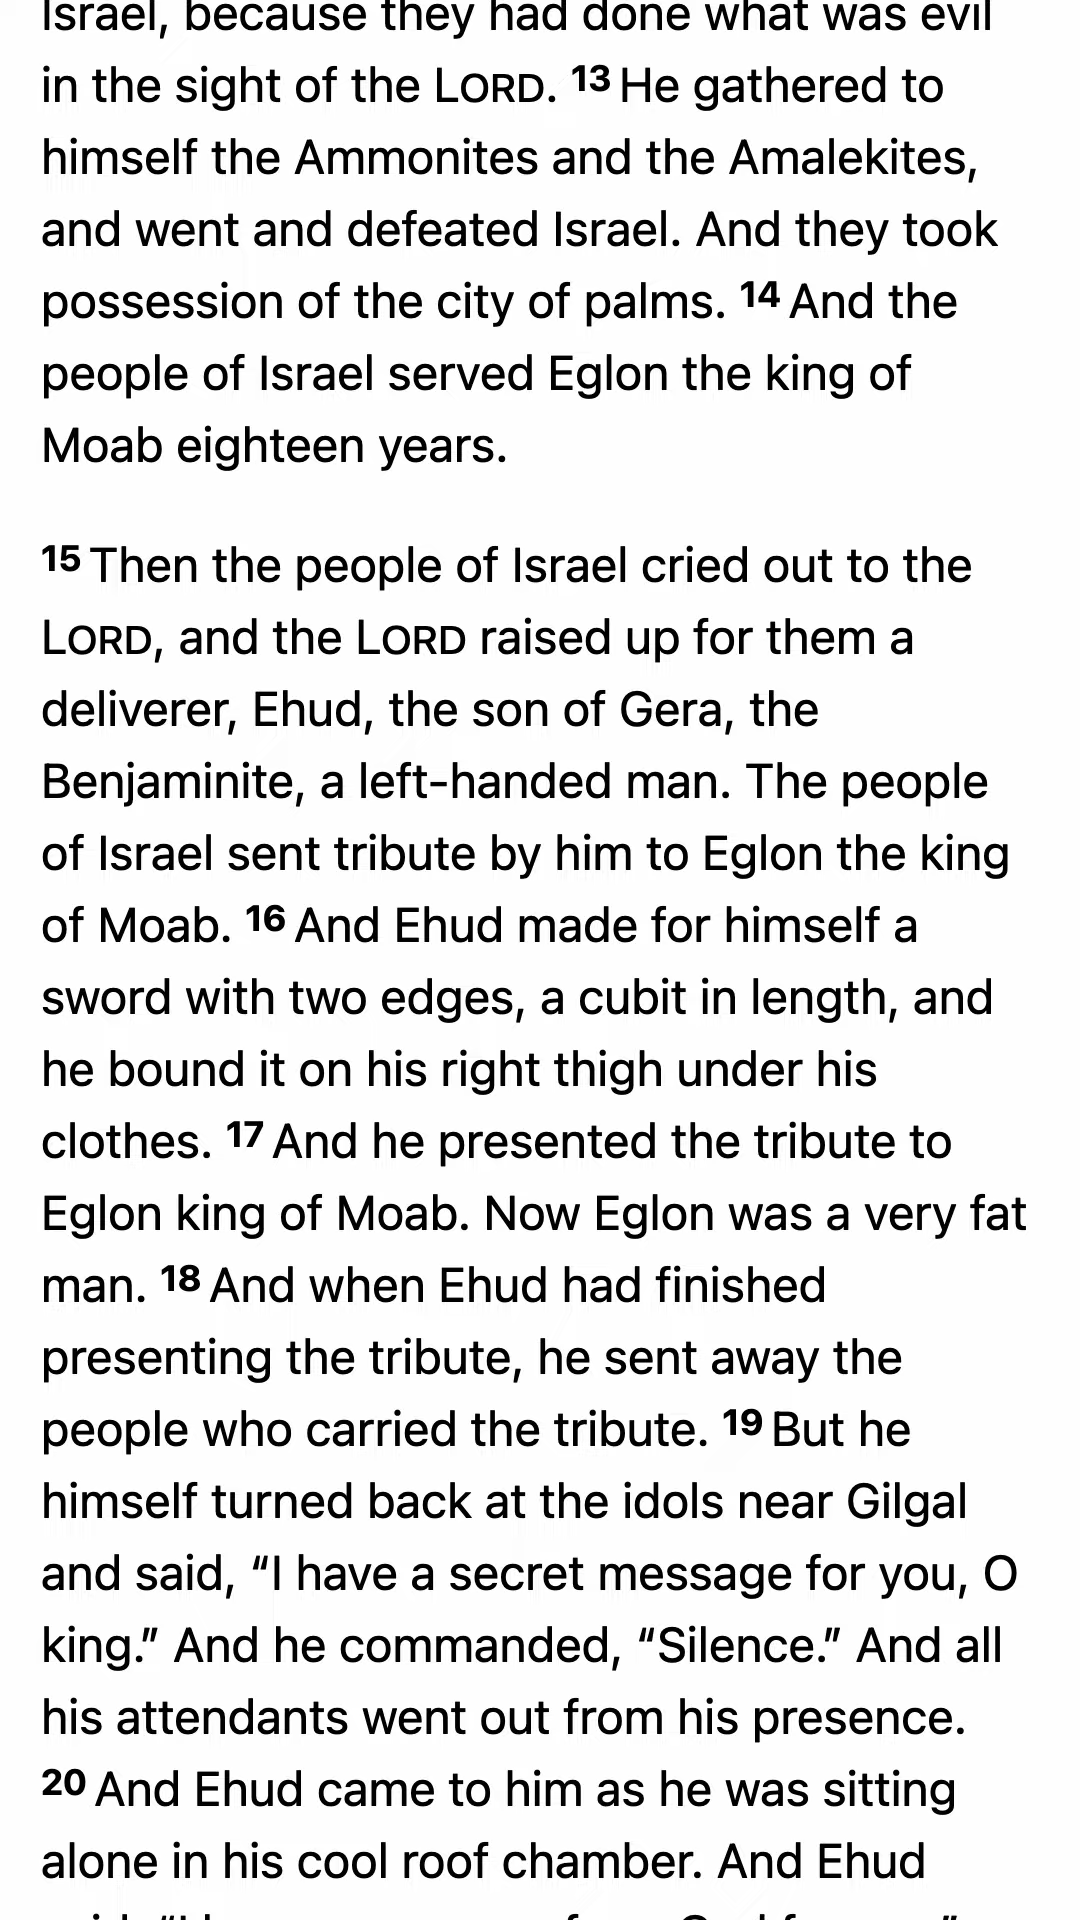 Israel, because they had done what was evil
in the sight of the LORD. 13 He gathered to
himself the Ammonites and the Amalekites,
and went and defeated Israel. And they took
possession of the city of palms. 14 And the
people of Israel served Eglon the king of
Moab eighteen years.
15 Then the people of Israel cried out to the
LORD, and the LORD raised up for them a
deliverer, Ehud, the son of Gera, the
Benjaminite, a left-handed man. The people
of Israel sent tribute by him to Eglon the king
of Moab. 16 And Ehud made for himself a
sword with two edges, a cubit in length, and
he bound it on his right thigh under his
clothes. 17 And he presented the tribute to
Eglon king of Moab. Now Eglon was a very fat
man. 18 And when Ehud had finished
presenting the tribute, he sent away the
people who carried the tribute. 19 But he
himself turned back at the idols near Gilgal
and said, “I have a secret message for you, O
king.” And he commanded, “Silence.” And all
his attendants went out from his presence.
20 And Ehud came to him as he was sitting
alone in his cool roof chamber. And Ehud